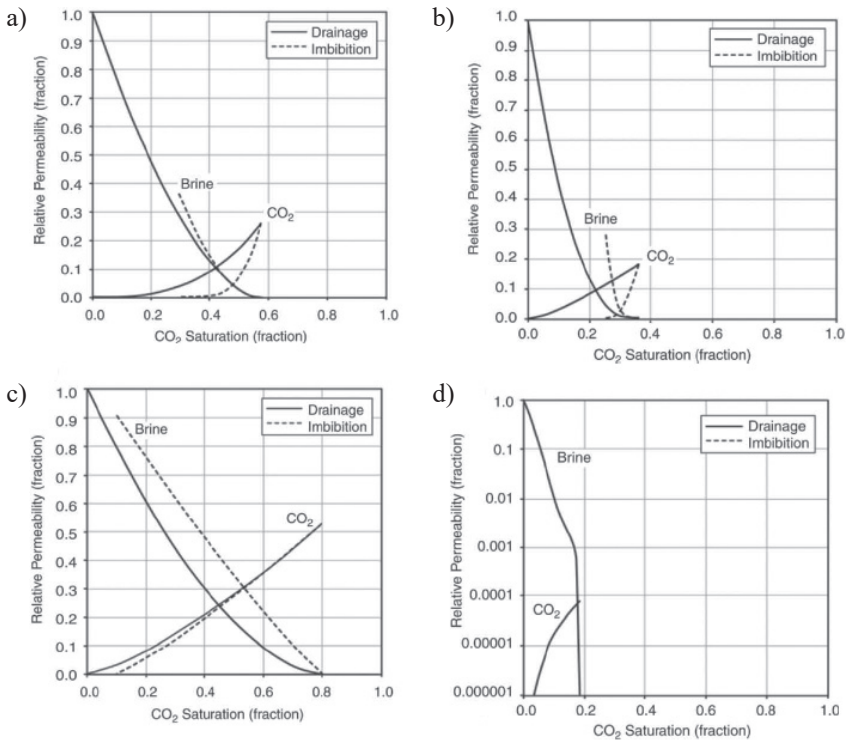 a)
1.0
0.9
0.8
0.7
0.6
0.5
0.4
0.3
0.2
0.1
0.0
Relative Permeability (fraction)
Drainage
Imbibition
Brine
CO2
0.0 0.2 0.4 0.6 0.8 1.0
CO2 Saturation (fraction)
b)
1.0
0.9
0.8
0.7
0.6
0.5
0.4
0.3
0.2
0.1
0.0
Relative Permeability (fraction)
Drainage
Imbibition
Brine
CO2
0.0 0.2 0.4 0.6 0.8 1.0
CO2 Saturation (fraction)
c)
1.0
0.9
0.8
0.7
0.6
0.5
0.4
0.3
0.2
0.1
0.0
Relative Permeability (fraction)
Drainage
Imbibition
Brine
CO2
0.0 0.2 0.4 0.6 0.8 1.0
CO2 Saturation (fraction)
d)
1.0
0.1
0.01
0.001
0.0001
0.00001
0.000001
Relative Permeability (fraction)
Drainage
Imbibition
Brine
CO2
0.0 0.2 0.4 0.6 0.8 1.0
CO2 Saturation (fraction)